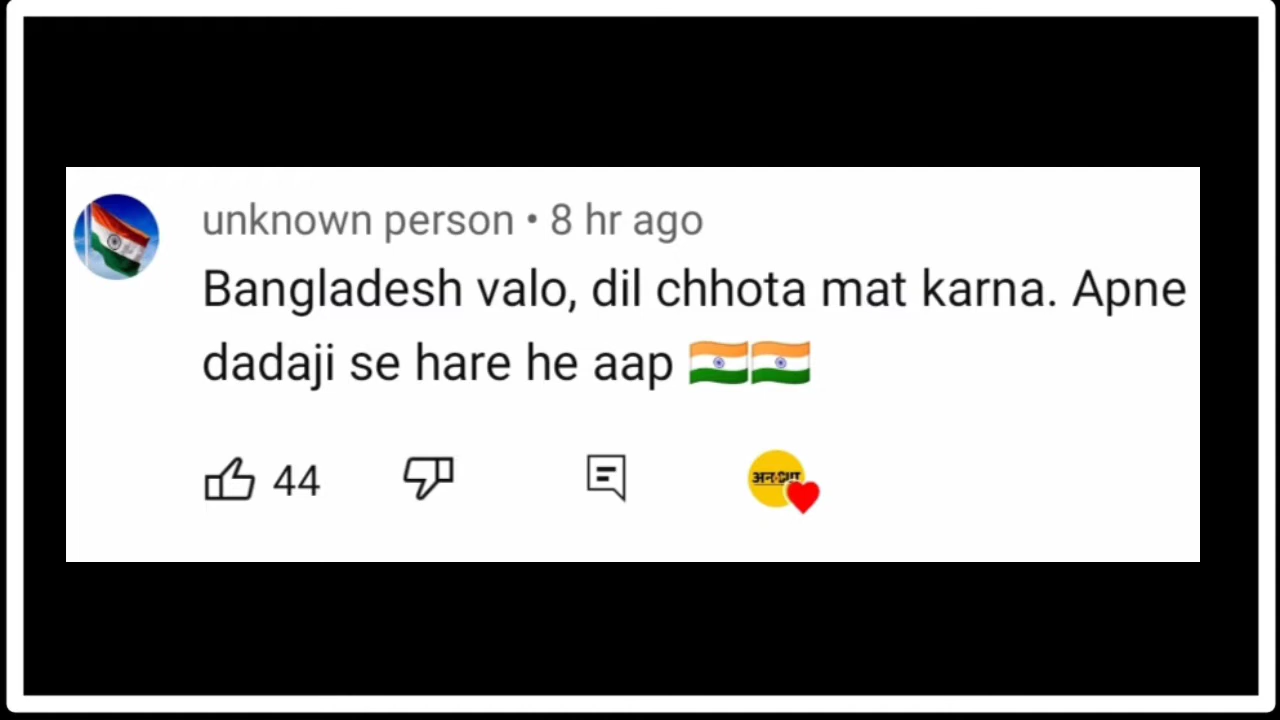 unknown person • 8 hr ago
Bangladesh valo, dil chhota mat karna. Apne
dadaji se hare he aap 🇮🇳🇮🇳
44